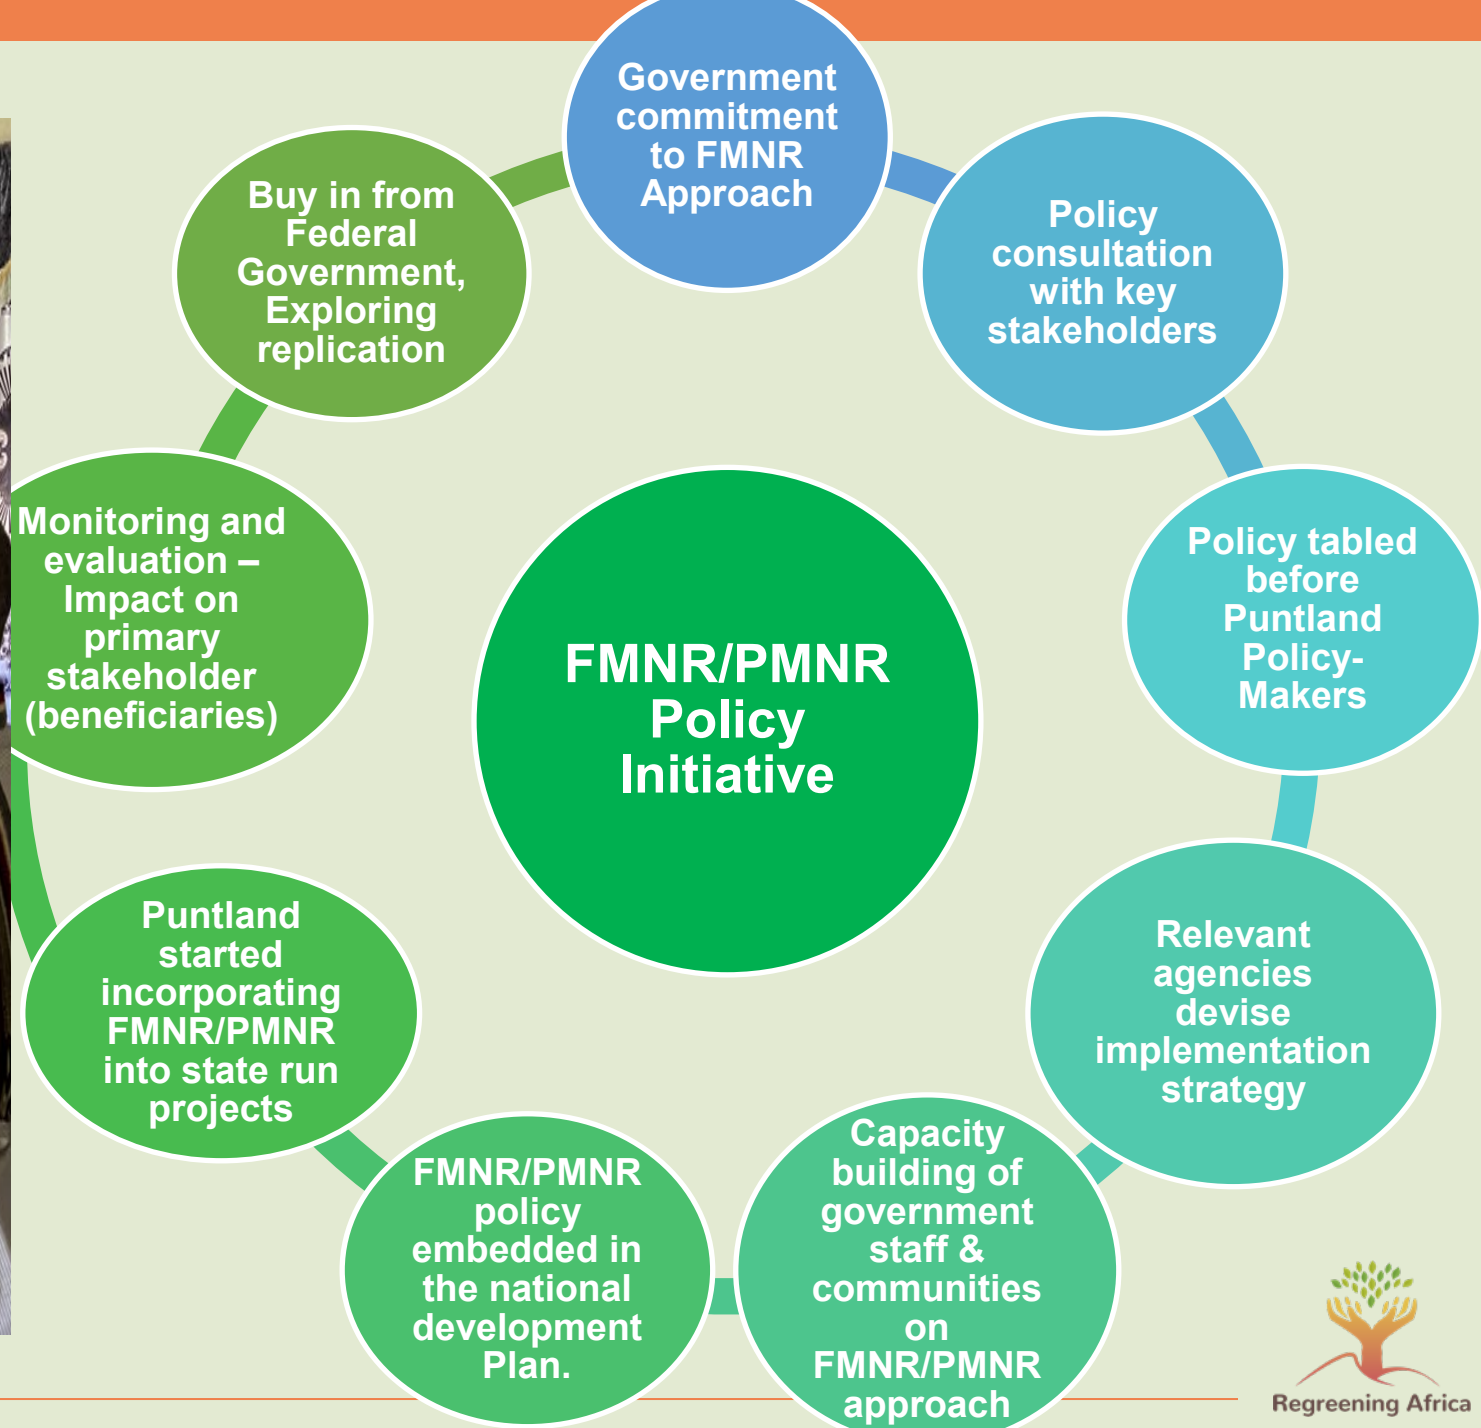 Government
commitment
to FMNR
Approach
Policy
consultation
with key
stakeholders
Policy tabled
before
Puntland
Policy-
Makers
Relevant
agencies
devise
implementation
strategy
Capacity
building of
government
staff &
communities
on
FMNR/PMNR
approach
FMNR/PMNR
policy
embedded in
the national
development
Plan.
Puntland
started
incorporating
FMNR/PMNR
into state run
projects
Monitoring and
evaluation –
Impact on
primary
stakeholder
(beneficiaries)
Buy in from
Federal
Government,
Exploring
replication
FMNR/PMNR
Policy
Initiative
Regreening Africa